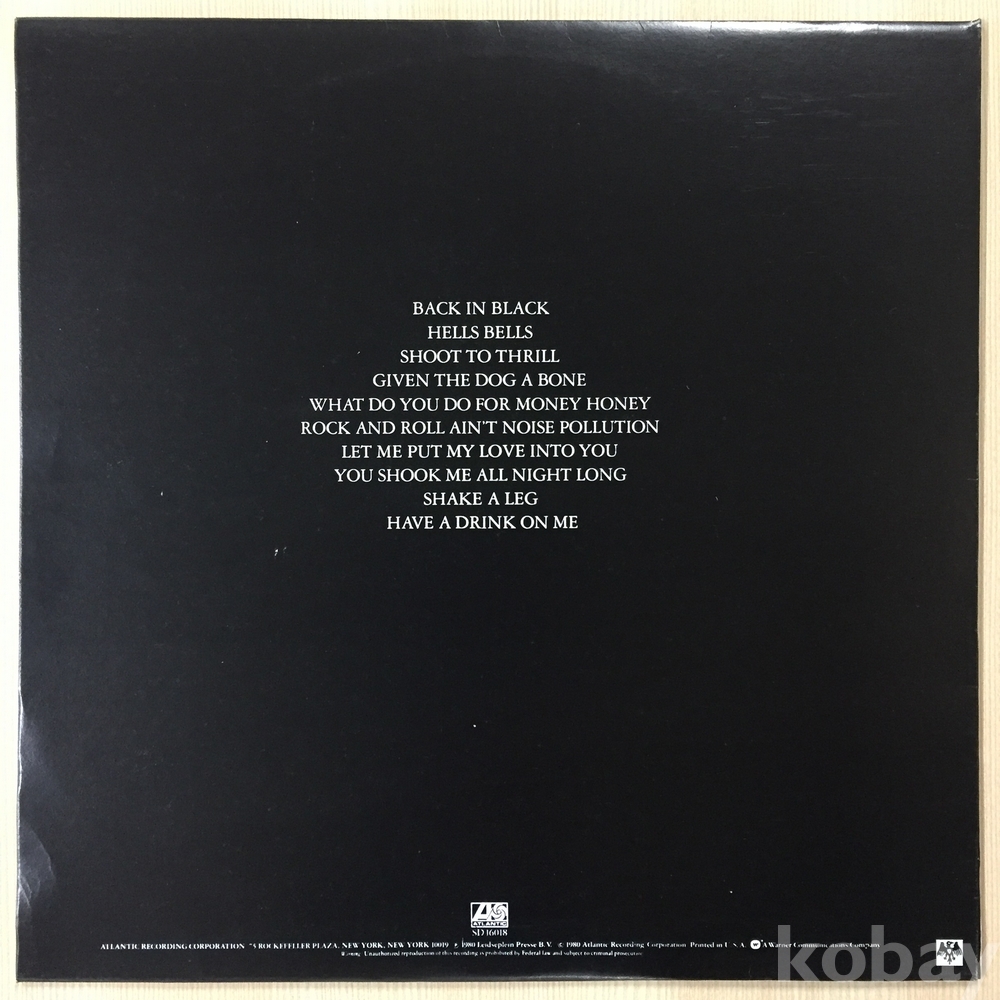 BACK IN BLACK
HELLS BELLS
SHOOT TO THRILL
GIVEN THE DOG A BONE
WHAT DO YOU DO FOR MONEY HONEY
ROCK AND ROLL AIN'T NOISE POLLUTION
LET ME PUT MY LOVE INTO YOU
YOU SHOOK ME ALL NIGHT LONG
SHAKE A LEG
HAVE A DRINK ON ME
ATLANTIC
SD 16018
ATLANTIC RECORDING CORPORATION 75 ROCKEFELLER PLAZA, NEW YORK, NEW YORK 10019 ℗ 1980 Leidseplein Presse B.V. © 1980 Atlantic Recording Corporation Printed in U.S.A. A Warner Communications Company
Warning: Unauthorized reproduction of this recording is prohibited by Federal law and subject to criminal prosecution.
kobay